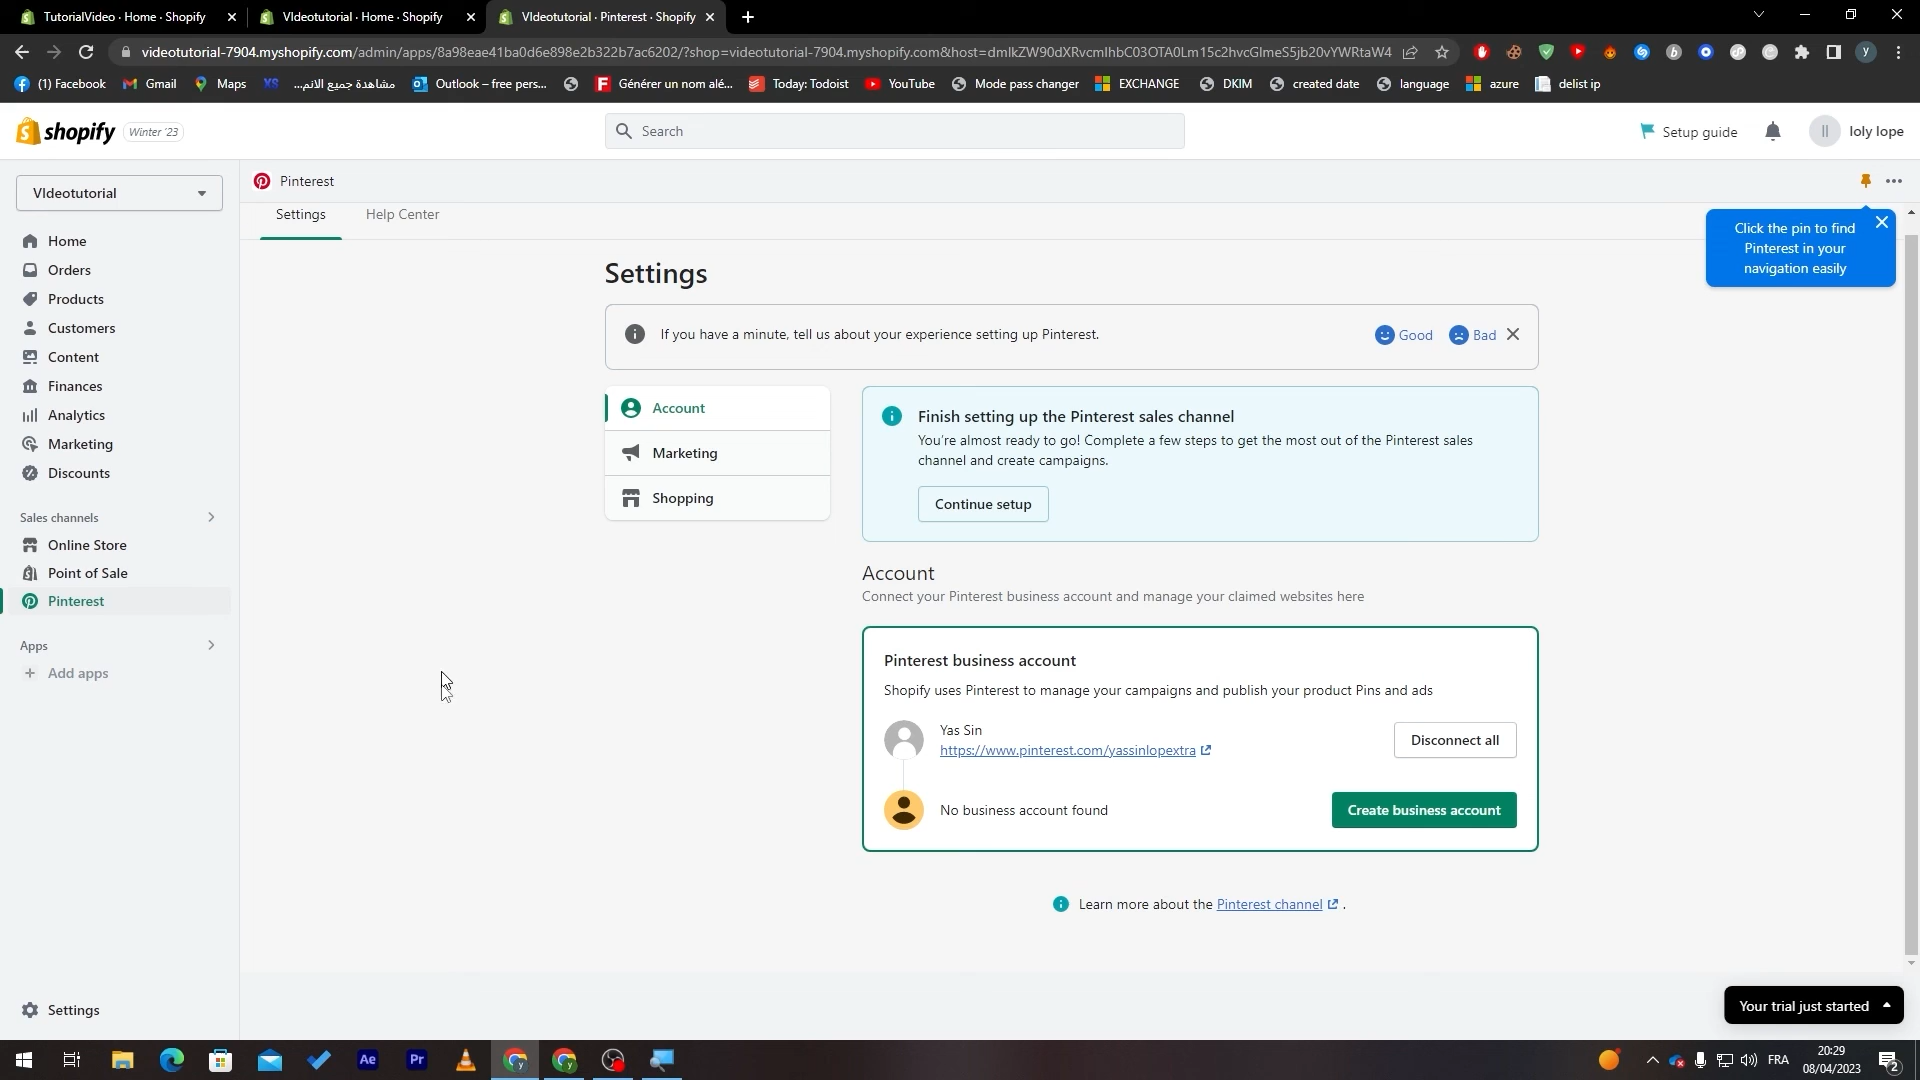 TutorialVideo · Home · Shopify
VIdeotutorial · Home · Shopify
VIdeotutorial · Pinterest · Shopify
videotutorial-7904.myshopify.com/admin/apps/8a98eae41ba0d6e898e2b322b7ac6202/?shop=videotutorial-7904.myshopify.com&host=dmlkZW90dXRvcmlhbC03OTA0Lm15c2hvcGlmeS5jb20vYWRtaW4
(1) Facebook
Gmail
Maps
XS
مشاهدة جميع الانم...
Outlook – free pers...
Générer un nom alé...
Today: Todoist
YouTube
Mode pass changer
EXCHANGE
DKIM
created date
language
azure
delist ip
shopify
Winter '23
Search
Setup guide
ll
loly lope
VIdeotutorial
Home
Orders
Products
Customers
Content
Finances
Analytics
Marketing
Discounts
Sales channels
Online Store
Point of Sale
Pinterest
Apps
Add apps
Settings
Pinterest
Settings
Help Center
Click the pin to find
Pinterest in your
navigation easily
Settings
If you have a minute, tell us about your experience setting up Pinterest.
Good
Bad
Account
Marketing
Shopping
Finish setting up the Pinterest sales channel
You're almost ready to go! Complete a few steps to get the most out of the Pinterest sales
channel and create campaigns.
Continue setup
Account
Connect your Pinterest business account and manage your claimed websites here
Pinterest business account
Shopify uses Pinterest to manage your campaigns and publish your product Pins and ads
Yas Sin
https://www.pinterest.com/yassinlopextra
Disconnect all
No business account found
Create business account
Learn more about the Pinterest channel .
Your trial just started
Ae
Pr
FRA
20:29
08/04/2023
2